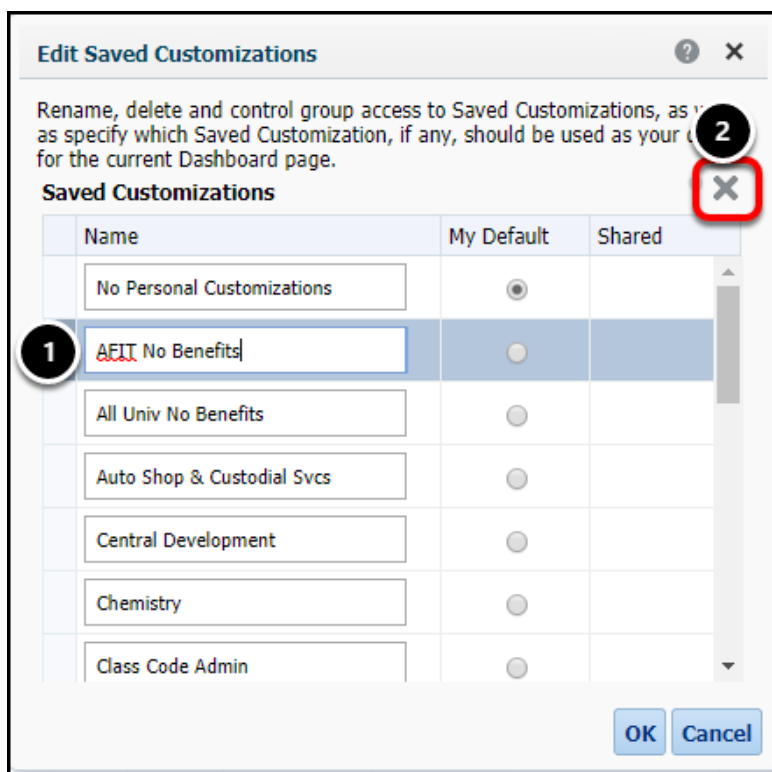 Edit Saved Customizations
Rename, delete and control group access to Saved Customizations, as
as specify which Saved Customization, if any, should be used as your
for the current Dashboard page.
2
Saved Customizations
Name My Default Shared
No Personal Customizations
1 AFIT No Benefits
All Univ No Benefits
Auto Shop & Custodial Svcs
Central Development
Chemistry
Class Code Admin
OK Cancel